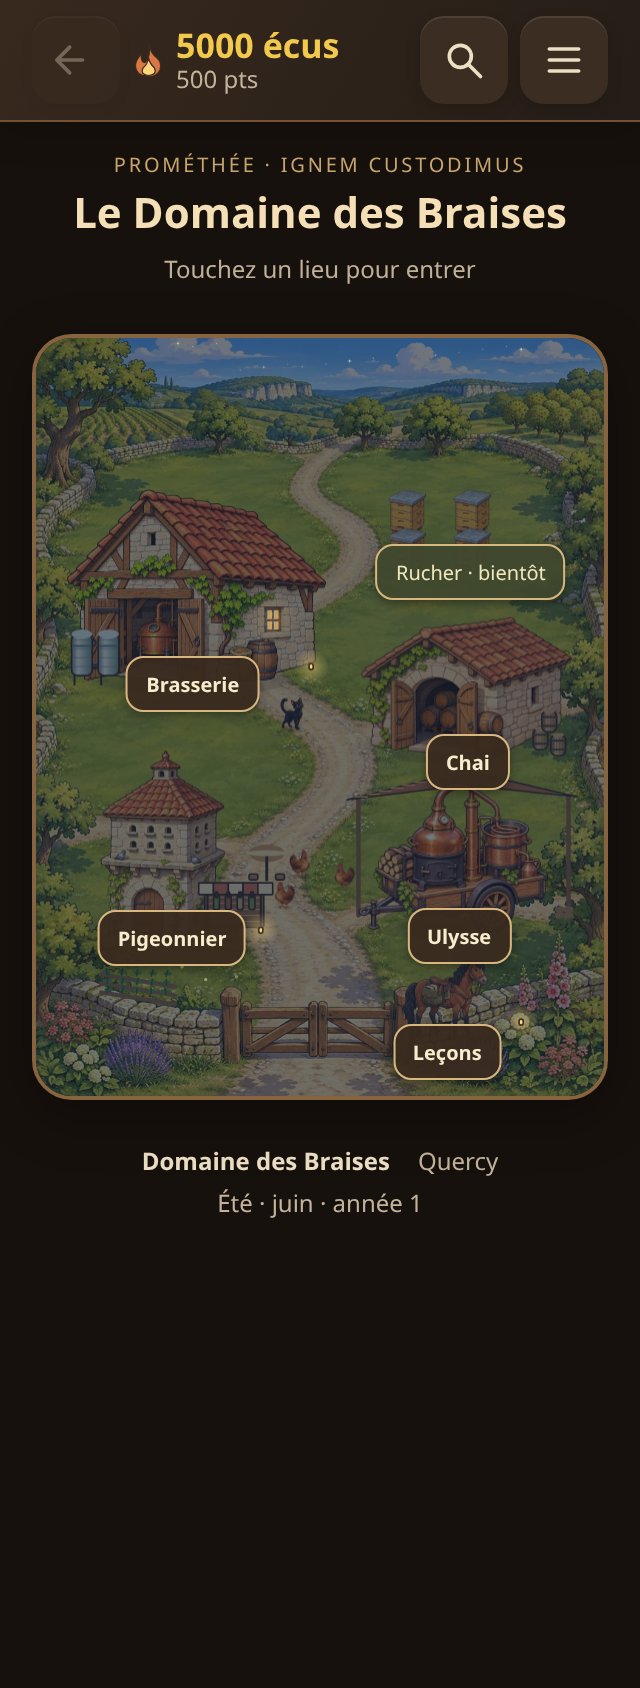 5000 écus
500 pts
PROMÉTHÉE · IGNEM CUSTODIMUS
Le Domaine des Braises
Touchez un lieu pour entrer
Rucher · bientôt
Brasserie
Chai
Pigeonnier
Ulysse
Leçons
Domaine des Braises Quercy
Été · juin · année 1